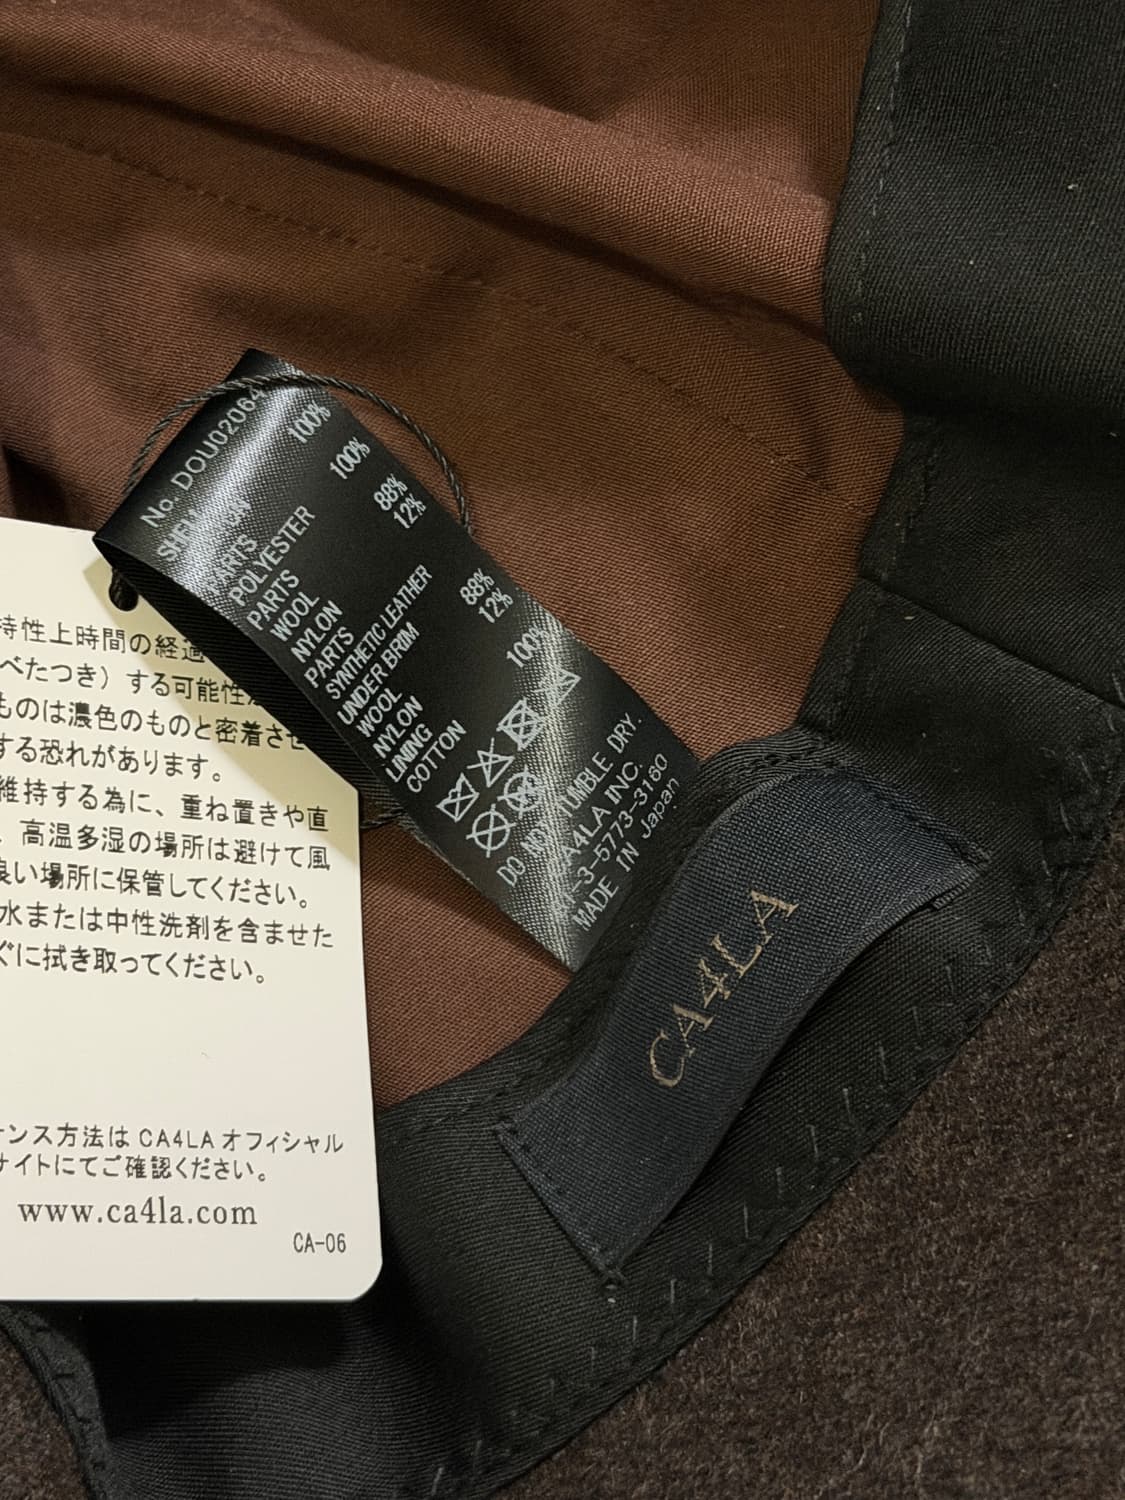 No. DOU02064
100%
PARTS
POLYESTER 100%
PARTS
WOOL 88%
NYLON 12%
PARTS
SYNTHETIC LEATHER
UNDER BRIM
WOOL 88%
NYLON 12%
LINING
COTTON 100%
DO NOT TUMBLE DRY.
CA4LA INC.
3-5773-3160
MADE IN
Japan
CA4LA
特性上時間の経過
べたつき）する可能性
ものは濃色のものと密着させ
する恐れがあります。
維持する為に、重ね置きや直
、高温多湿の場所は避けて風
良い場所に保管してください。
水または中性洗剤を含ませた
ぐに拭き取ってください。
ンス方法は CA4LA オフィシャル
サイトにてご確認ください。
www.ca4la.com
CA-06